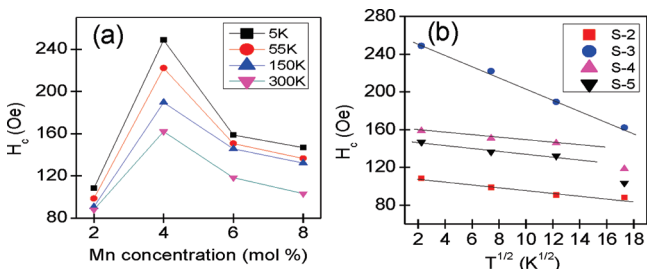 (a)
5K
55K
150K
300K
240
200
160
120
80
2
4
6
8
Hc (Oe)
Mn concentration (mol %)
(b)
S-2
S-3
S-4
S-5
280
240
200
160
120
80
2
4
6
8
10
12
14
16
18
Hc (Oe)
T1/2 (K1/2)